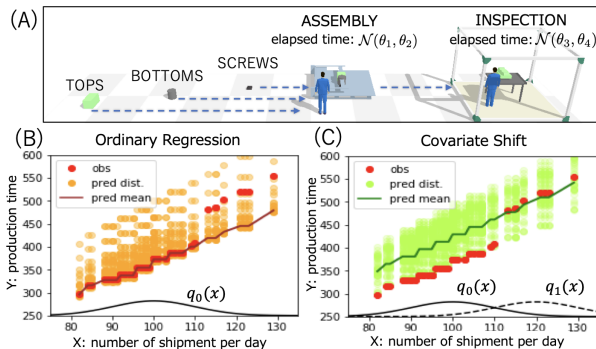 (A)
ASSEMBLY
elapsed time: N(θ₁, θ₂)
INSPECTION
elapsed time: N(θ₃, θ₄)
SCREWS
BOTTOMS
TOPS
(B)
Ordinary Regression
600
550
500
450
400
350
300
250
Y: production time
obs
pred dist.
pred mean
q₀(x)
80 90 100 110 120 130
X: number of shipment per day
(C)
Covariate Shift
600
550
500
450
400
350
300
250
Y: production time
obs
pred dist.
pred mean
q₀(x)
q₁(x)
80 90 100 110 120 130
X: number of shipment per day